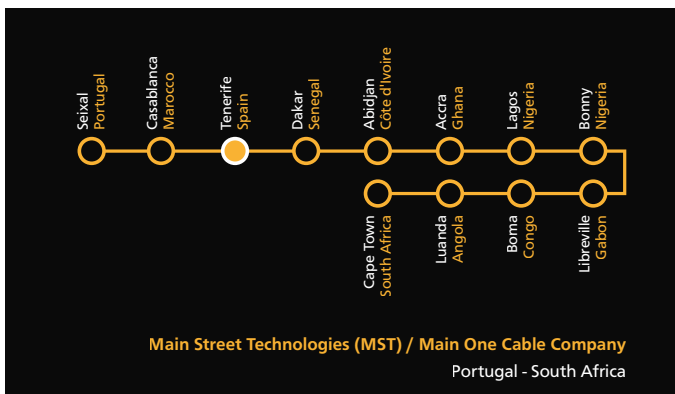 Seixal
Portugal
Casablanca
Marocco
Tenerife
Spain
Dakar
Senegal
Abidjan
Côte d'Ivoire
Accra
Ghana
Lagos
Nigeria
Bonny
Nigeria
Cape Town
South Africa
Luanda
Angola
Boma
Congo
Libreville
Gabon
Main Street Technologies (MST) / Main One Cable Company
Portugal - South Africa